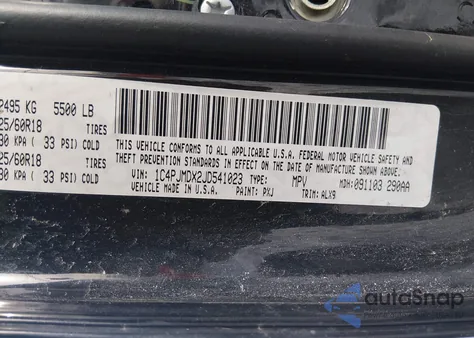 2495 KG 5500 LB
25/60R18 TIRES
30 kPA ( 33 PSI) COLD
25/60R18 TIRES
30 kPA ( 33 PSI) COLD
THIS VEHICLE CONFORMS TO ALL APPLICABLE U.S.A. FEDERAL MOTOR VEHICLE SAFETY AND
THEFT PREVENTION STANDARDS IN EFFECT ON THE DATE OF MANUFACTURE SHOWN ABOVE.
VIN: 1C4PJMDX2JD541023 TYPE: MPV MDH: 091103 290AA
VEHICLE MADE IN U.S.A. PAINT: PXJ TRIM: ALX9
autoSnap